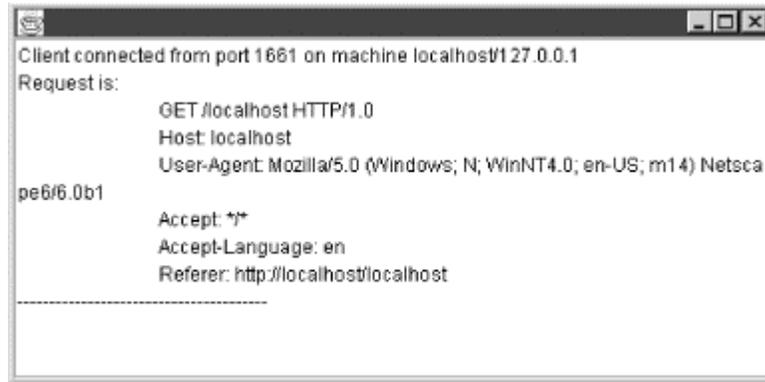 Client connected from port 1661 on machine localhost/127.0.0.1
Request is:
GET /localhost HTTP/1.0
Host: localhost
User-Agent: Mozilla/5.0 (Windows; N; WinNT4.0; en-US; m14) Netsca
pe6/6.0b1
Accept: */*
Accept-Language: en
Referer: http://localhost/localhost
---------------------------------------